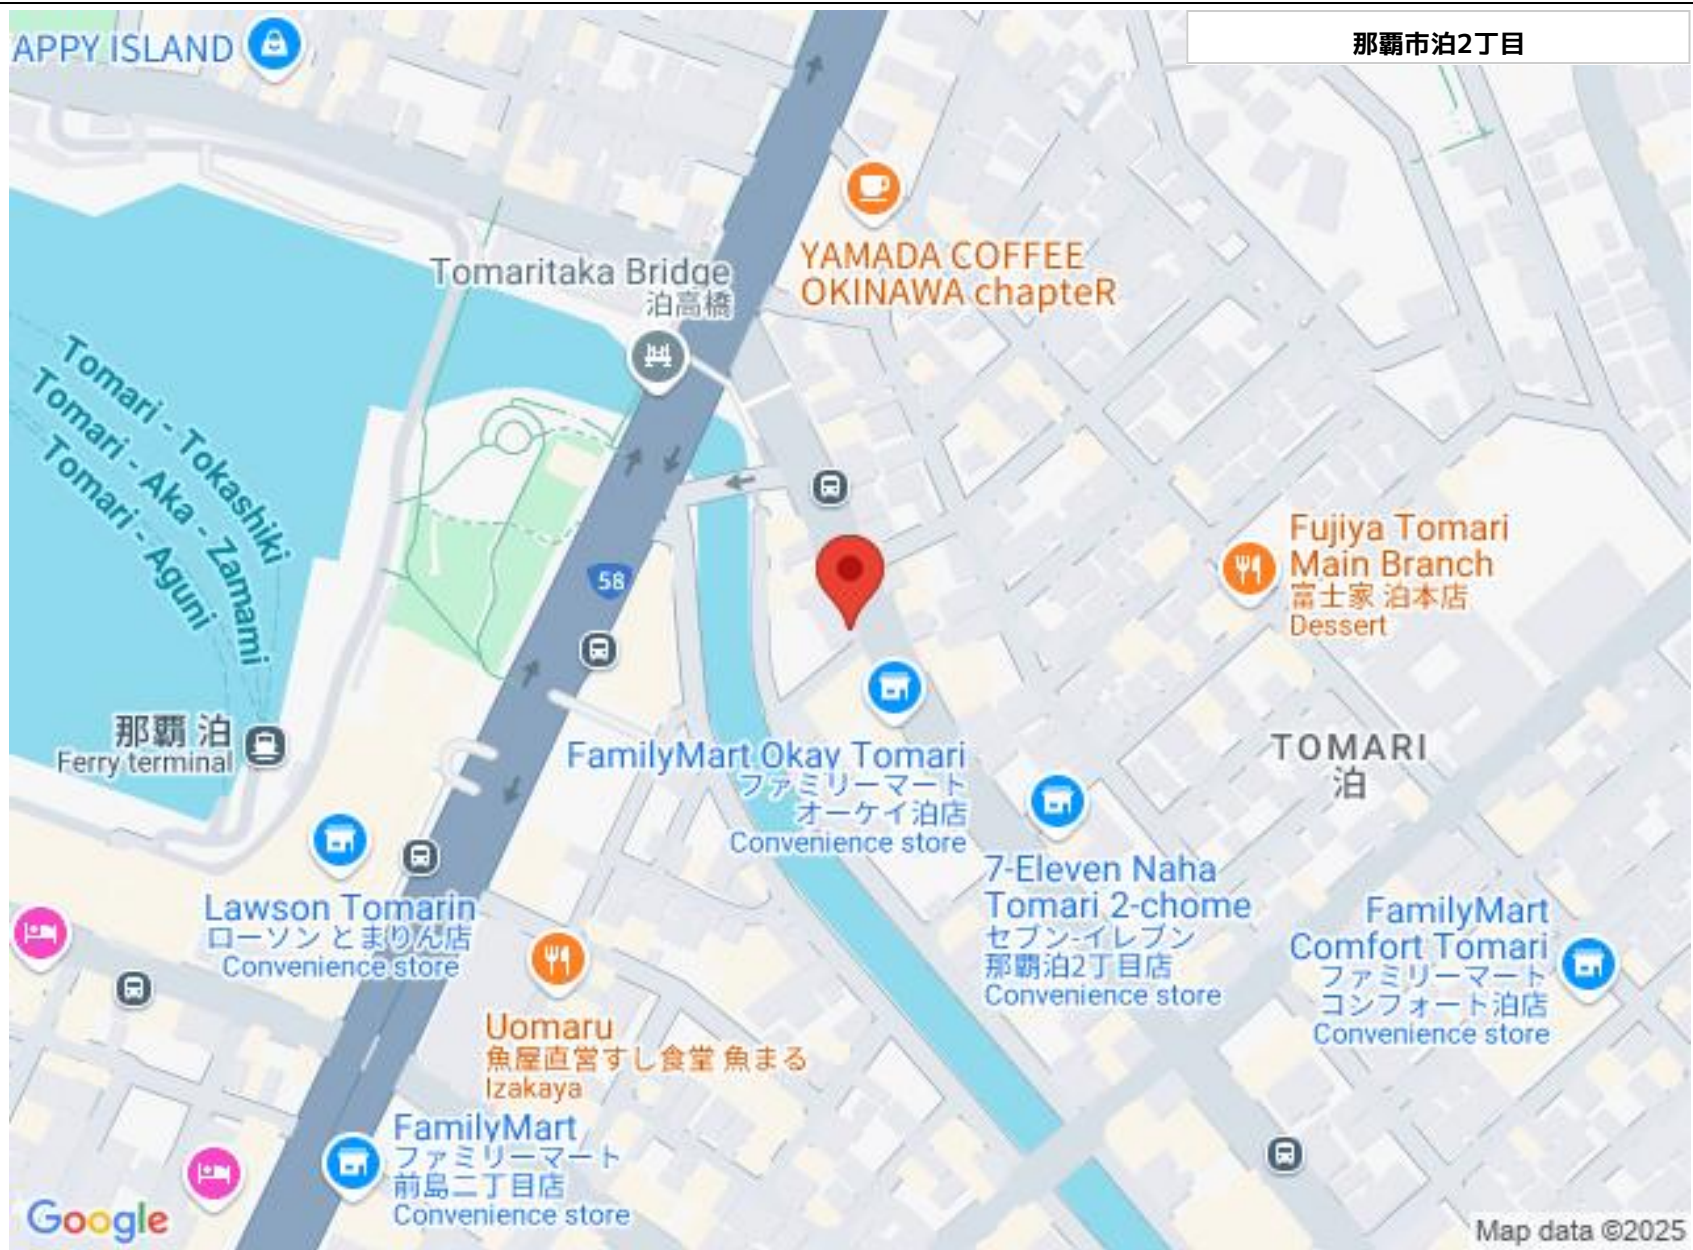 那覇市泊2丁目
APPY ISLAND
YAMADA COFFEE
OKINAWA chapteR
Tomaritaka Bridge
泊高橋
Tomari - Tokashiki
Tomari - Aka - Zamami
Tomari - Aguni
58
Fujiya Tomari
Main Branch
富士家 泊本店
Dessert
那覇 泊
Ferry terminal
FamilyMart Okay Tomari
ファミリーマート
オーケイ泊店
Convenience store
TOMARI
泊
7-Eleven Naha
Tomari 2-chome
セブン-イレブン
那覇泊2丁目店
Convenience store
Lawson Tomarin
ローソン とまりん店
Convenience store
FamilyMart
Comfort Tomari
ファミリーマート
コンフォート泊店
Convenience store
Uomaru
魚屋直営すし食堂 魚まる
Izakaya
FamilyMart
ファミリーマート
前島二丁目店
Convenience store
Google
Map data ©2025